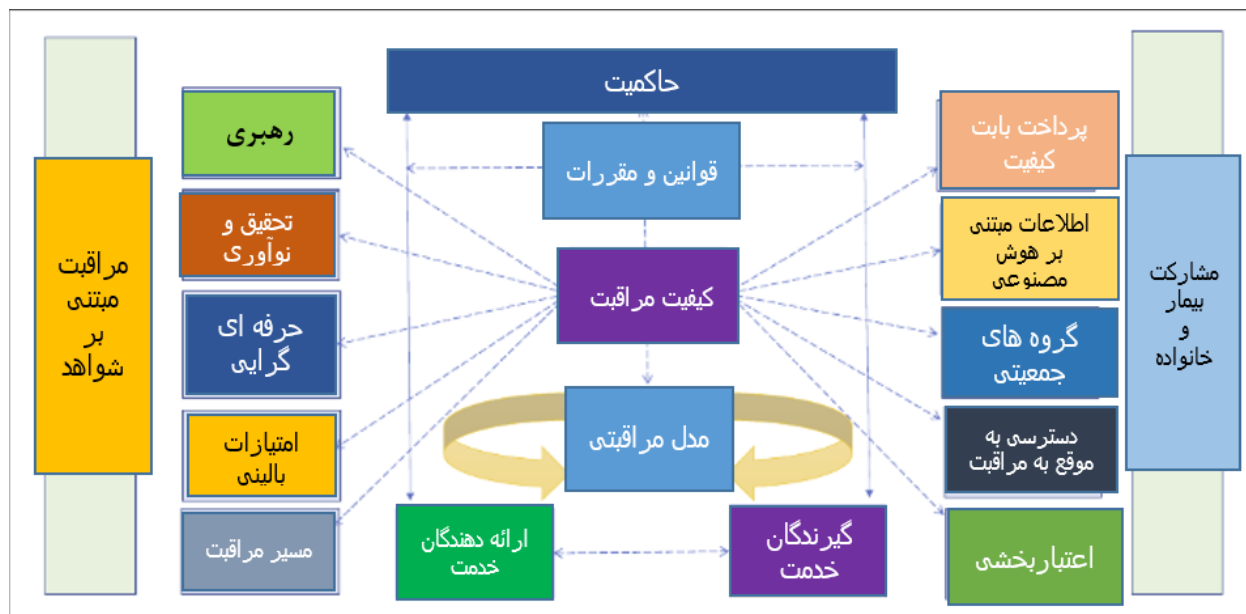 حاکمیت
قوانین و مقررات
کیفیت مراقبت
مدل مراقبتی
گیرندگان
خدمت
ارائه دهندگان
خدمت
مشارکت
بیمار
و
خانواده
پرداخت بابت
کیفیت
اطلاعات مبتنی
بر هوش
مصنوعی
گروه های
جمعیتی
دسترسی به
موقع به مراقبت
اعتباربخشی
رهبری
تحقیق و
نوآوری
حرفه ای
گرایی
امتیازات
بالینی
مسیر مراقبت
مراقبت
مبتنی
بر
شواهد